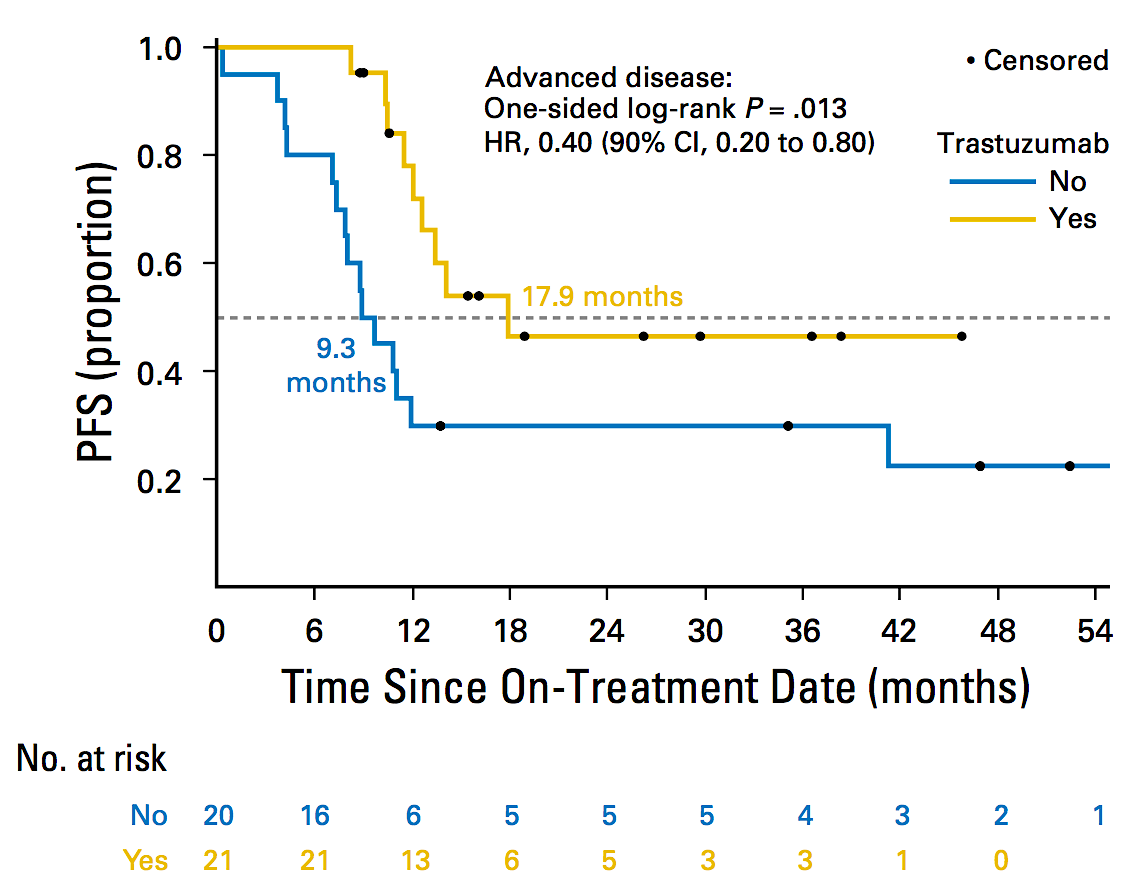 1.0
0.8
0.6
0.4
0.2
PFS (proportion)
Advanced disease:
One-sided log-rank P = .013
HR, 0.40 (90% CI, 0.20 to 0.80)
• Censored
Trastuzumab
No
Yes
17.9 months
9.3
months
0 6 12 18 24 30 36 42 48 54
Time Since On-Treatment Date (months)
No. at risk
No 20 16 6 5 5 5 4 3 2 1
Yes 21 21 13 6 5 3 3 1 0